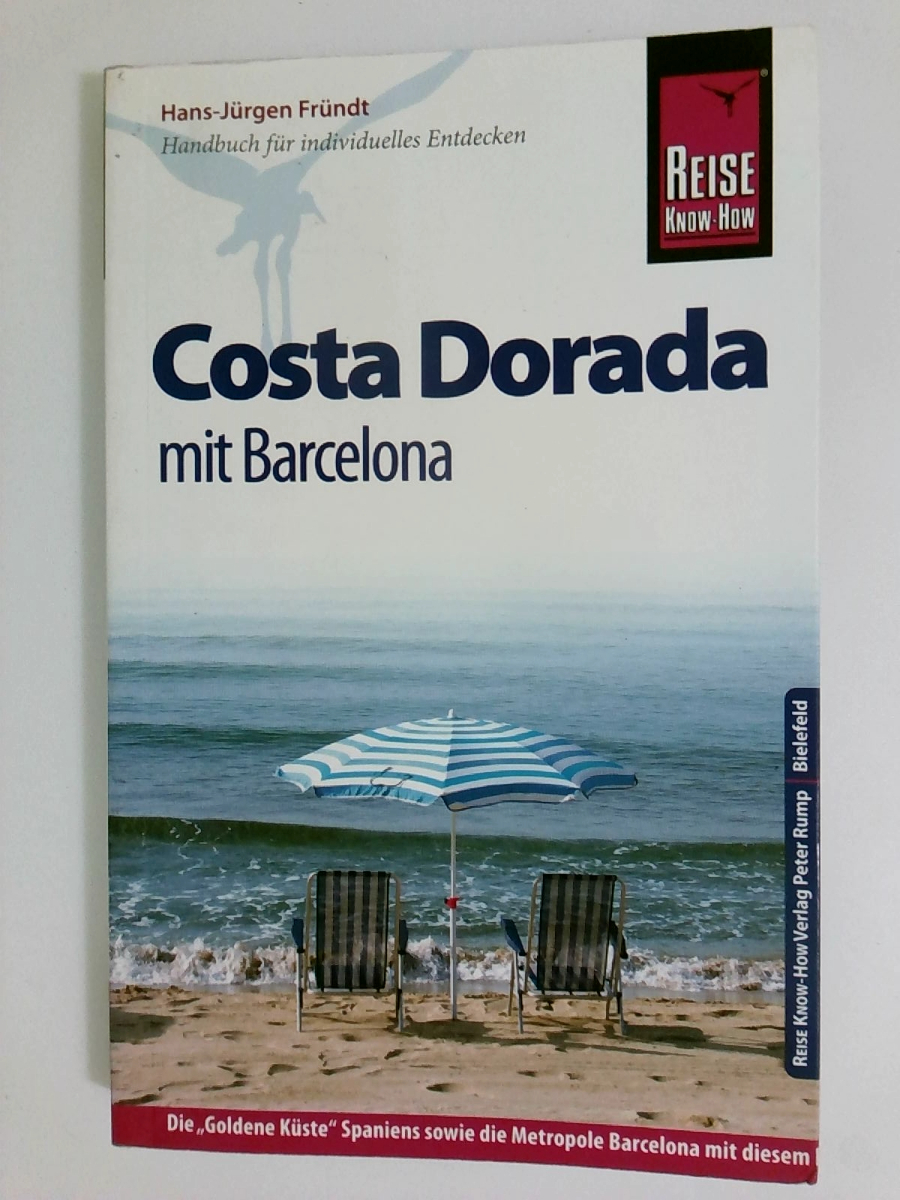 Hans-Jürgen Fründt
Handbuch für individuelles Entdecken
REISE
KNOW-HOW
®
Costa Dorada
mit Barcelona
REISE KNOW-HOW Verlag Peter Rump Bielefeld
Die „Goldene Küste“ Spaniens sowie die Metropole Barcelona mit diesem